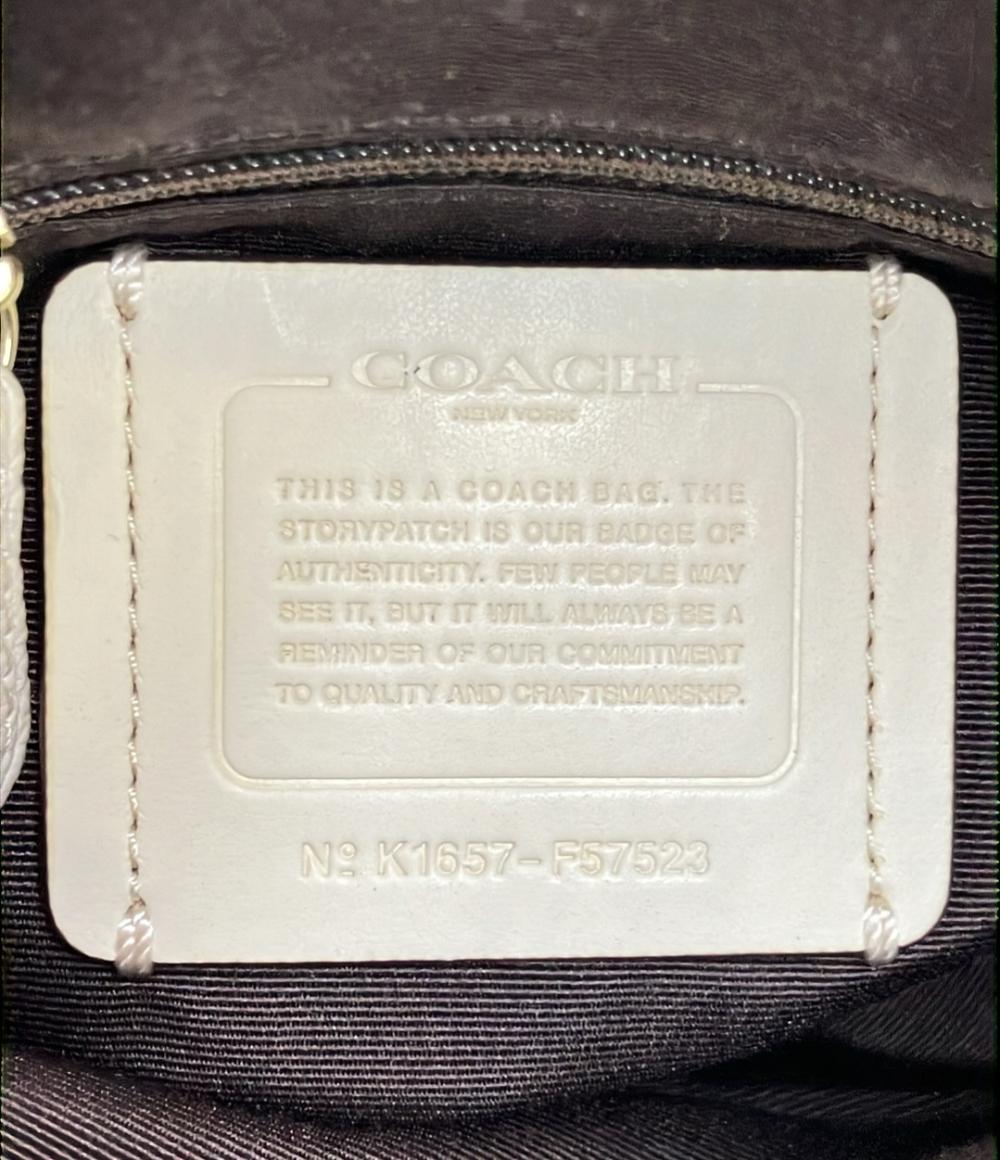 COACH
NEW YORK
THIS IS A COACH BAG. THE
STORYPATCH IS OUR BADGE OF
AUTHENTICITY. FEW PEOPLE MAY
SEE IT, BUT IT WILL ALWAYS BE A
REMINDER OF OUR COMMITMENT
TO QUALITY AND CRAFTSMANSHIP.
Nº K1657-F57523